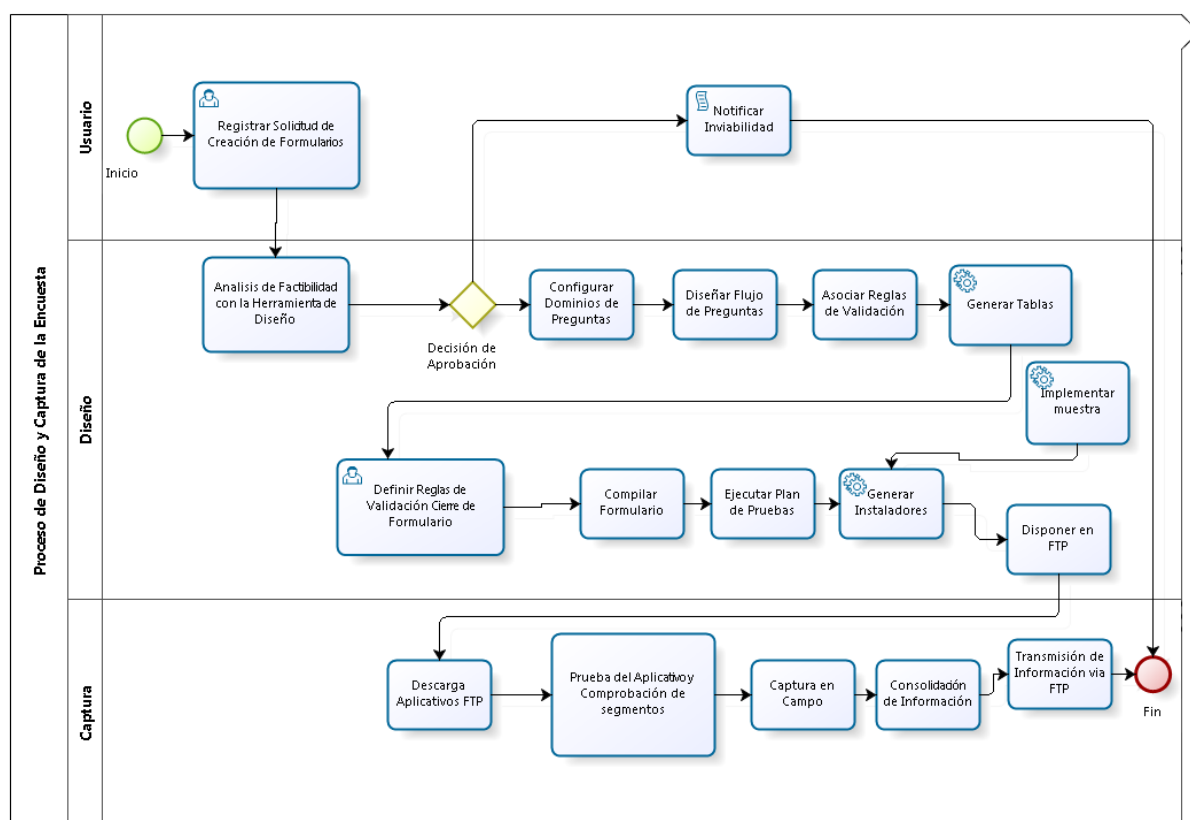 Proceso de Diseño y Captura de la Encuesta
Usuario
Inicio
Registrar Solicitud de
Creación de Formularios
Notificar
Inviabilidad
Diseño
Analisis de Factibilidad
con la Herramienta de
Diseño
Decisión de
Aprobación
Configurar
Dominios de
Preguntas
Diseñar Flujo
de Preguntas
Asociar Reglas
de Validación
Generar Tablas
Implementar
muestra
Definir Reglas de
Validación Cierre de
Formulario
Compilar
Formulario
Ejecutar Plan
de Pruebas
Generar
Instaladores
Disponer en
FTP
Captura
Descarga
Aplicativos FTP
Prueba del Aplicativo y
Comprobación de
segmentos
Captura en
Campo
Consolidación
de Información
Transmisión de
Información via
FTP
Fin